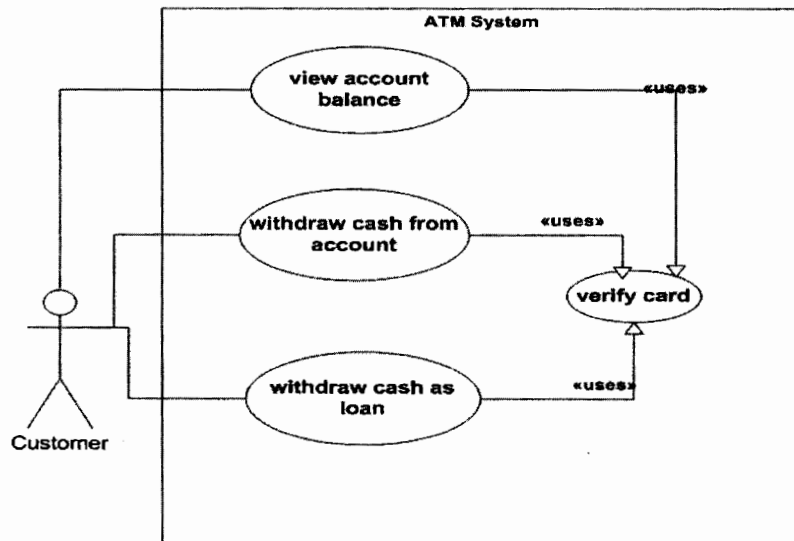 ATM System
view account
balance
«uses»
withdraw cash from
account
«uses»
verify card
withdraw cash as
loan
«uses»
Customer